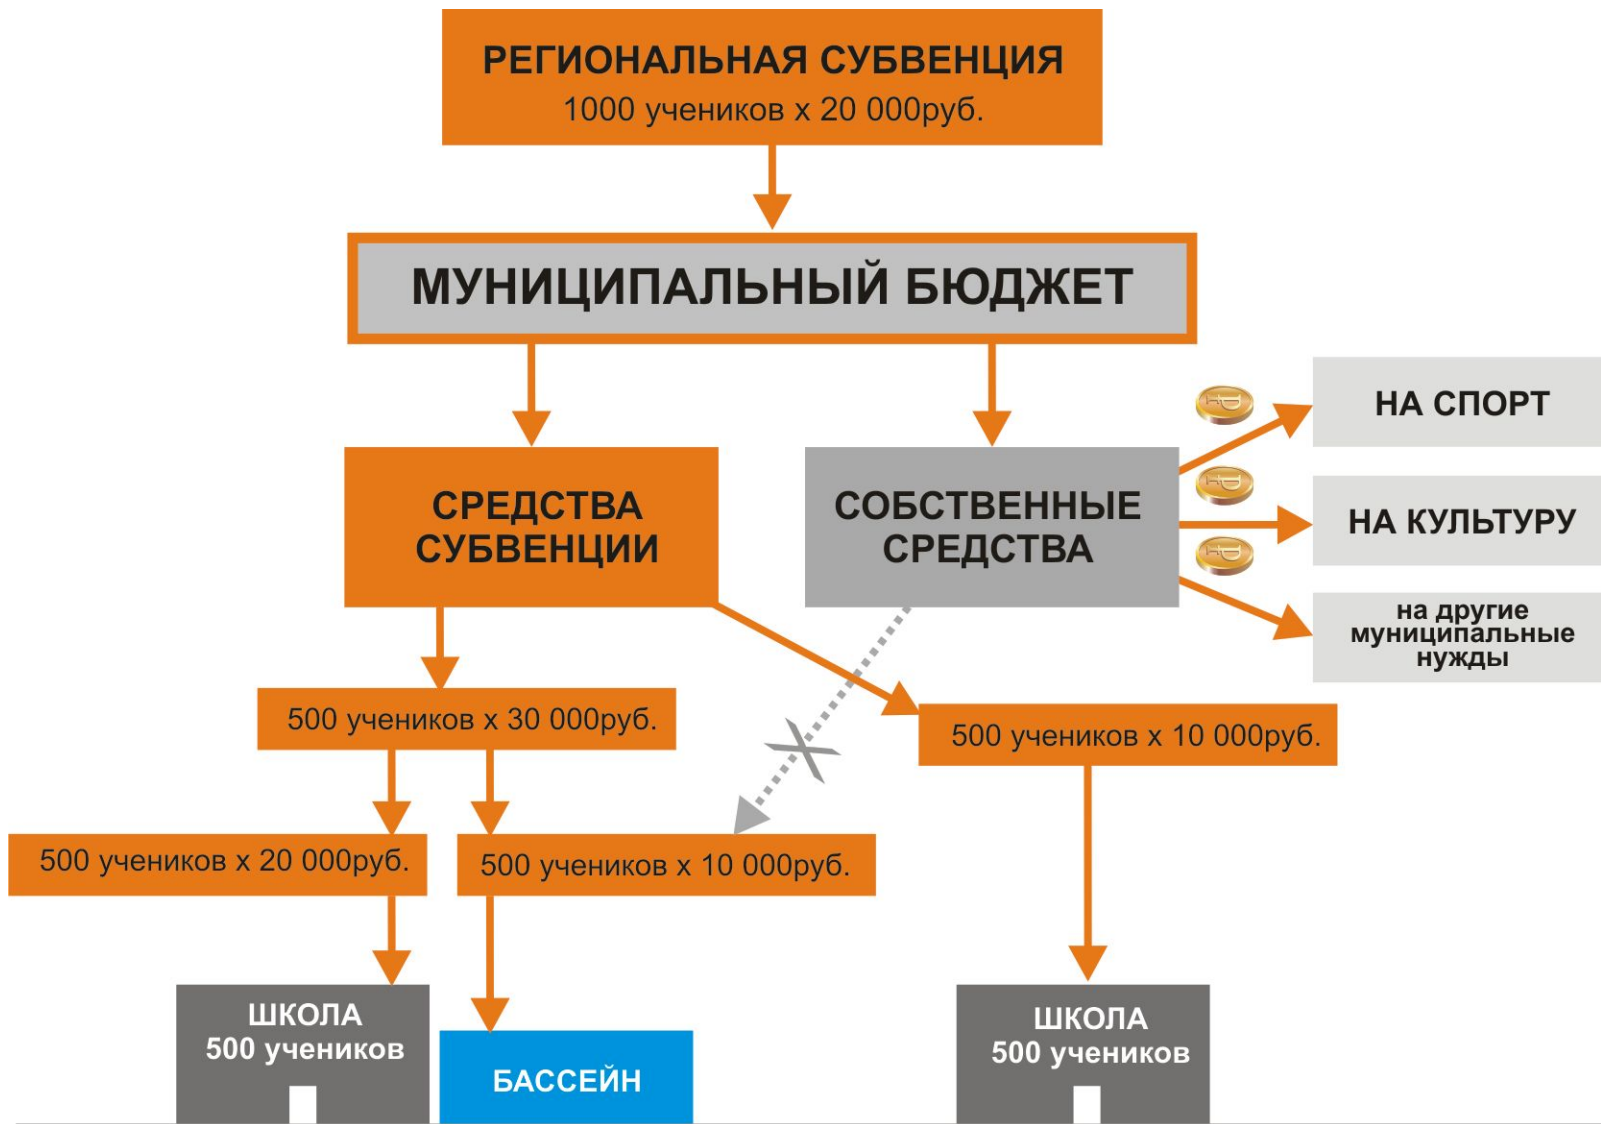 РЕГИОНАЛЬНАЯ СУБВЕНЦИЯ
1000 учеников х 20 000руб.
МУНИЦИПАЛЬНЫЙ БЮДЖЕТ
НА СПОРТ
СРЕДСТВА
СУБВЕНЦИИ
СОБСТВЕННЫЕ
СРЕДСТВА
НА КУЛЬТУРУ
на другие
муниципальные
нужды
500 учеников х 30 000руб.
500 учеников х 10 000руб.
500 учеников х 20 000руб.
500 учеников х 10 000руб.
ШКОЛА
500 учеников
БАССЕЙН
ШКОЛА
500 учеников